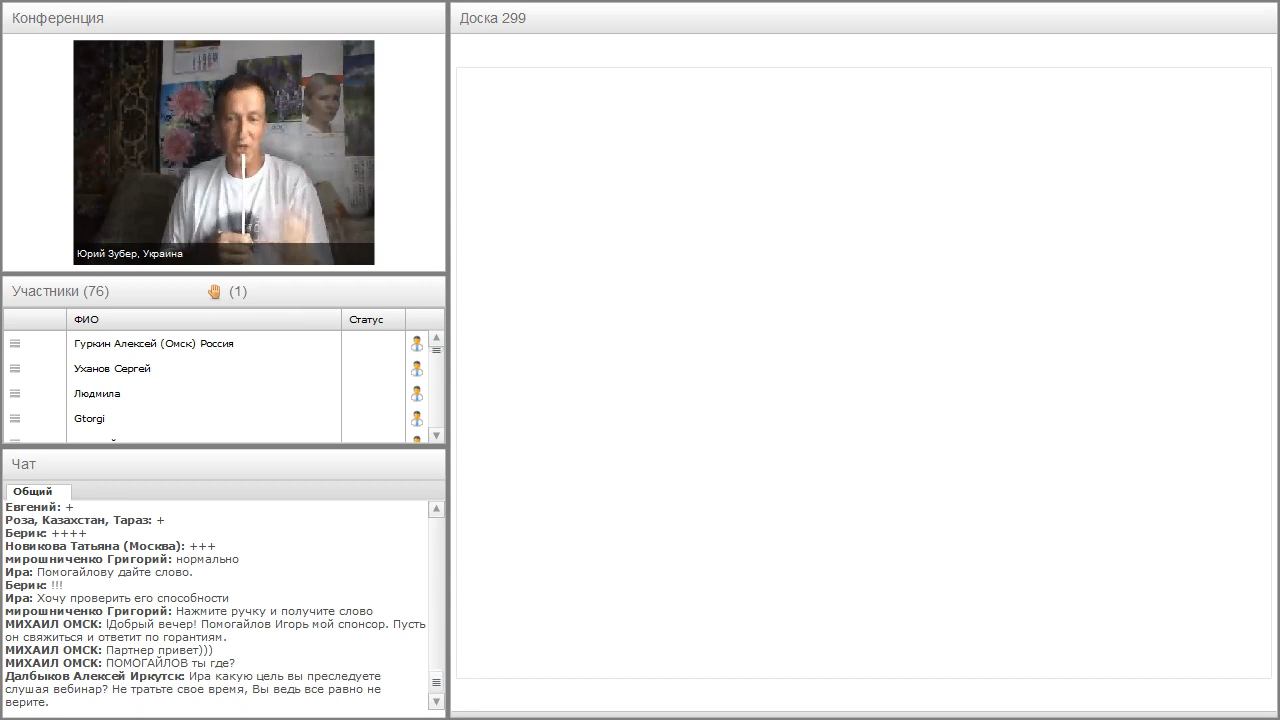 Конференция
Доска 299
Юрий Зубер, Украина
Участники (76)
(1)
ФИО
Статус
Гуркин Алексей (Омск) Россия
Уханов Сергей
Людмила
Gtorgi
Чат
Общий
Евгений: +
Роза, Казахстан, Тараз: +
Берик: ++++
Новикова Татьяна (Москва): +++
мирошниченко Григорий: нормально
Ира: Помогайлову дайте слово.
Берик: !!!
Ира: Хочу проверить его способности
мирошниченко Григорий: Нажмите ручку и получите слово
МИХАИЛ ОМСК: !Добрый вечер! Помогайлов Игорь мой спонсор. Пусть
он свяжиться и ответит по горантиям.
МИХАИЛ ОМСК: Партнер привет)))
МИХАИЛ ОМСК: ПОМОГАЙЛОВ ты где?
Далбыков Алексей Иркутск: Ира какую цель вы преследуете
слушая вебинар? Не тратьте свое время, Вы ведь все равно не
верите.